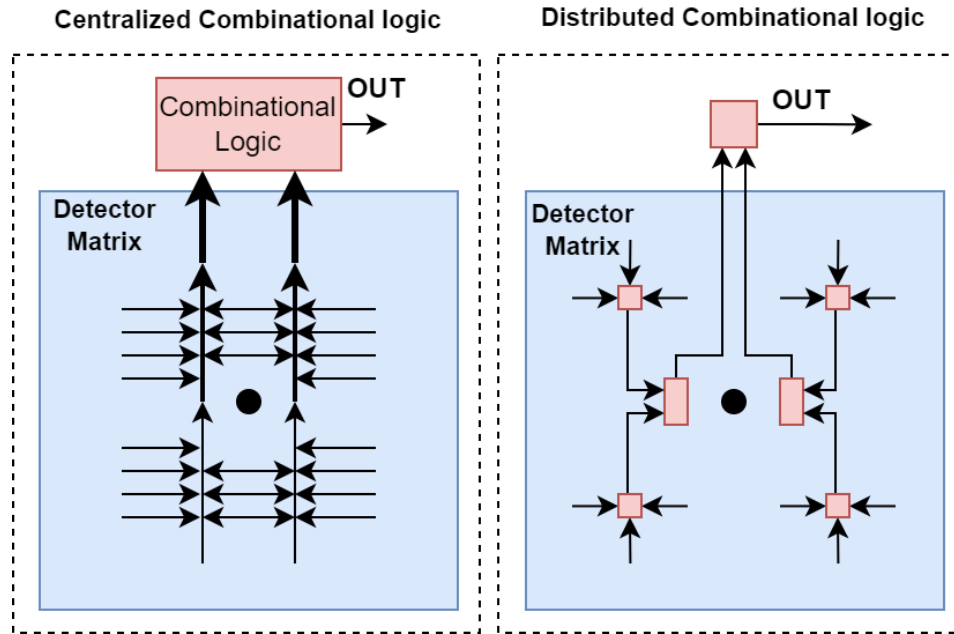 Centralized Combinational logic
Distributed Combinational logic
Combinational
Logic
OUT
Detector
Matrix
OUT
Detector
Matrix